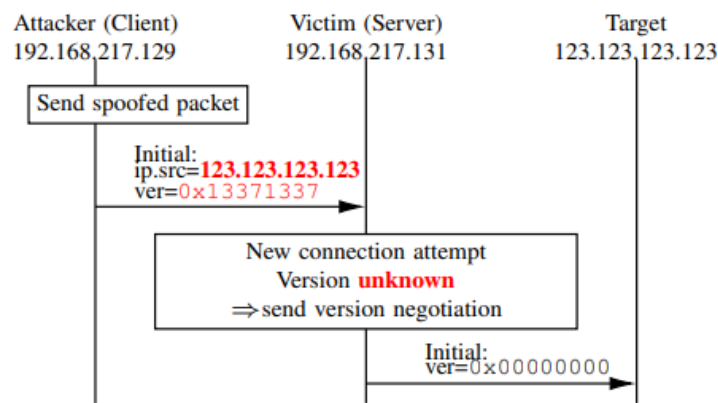 Attacker (Client) Victim (Server) Target
192.168.217.129 192.168.217.131 123.123.123.123
Send spoofed packet
Initial:
ip.src=123.123.123.123
ver=0x13371337
New connection attempt
Version unknown
⇒send version negotiation
Initial:
ver=0x00000000